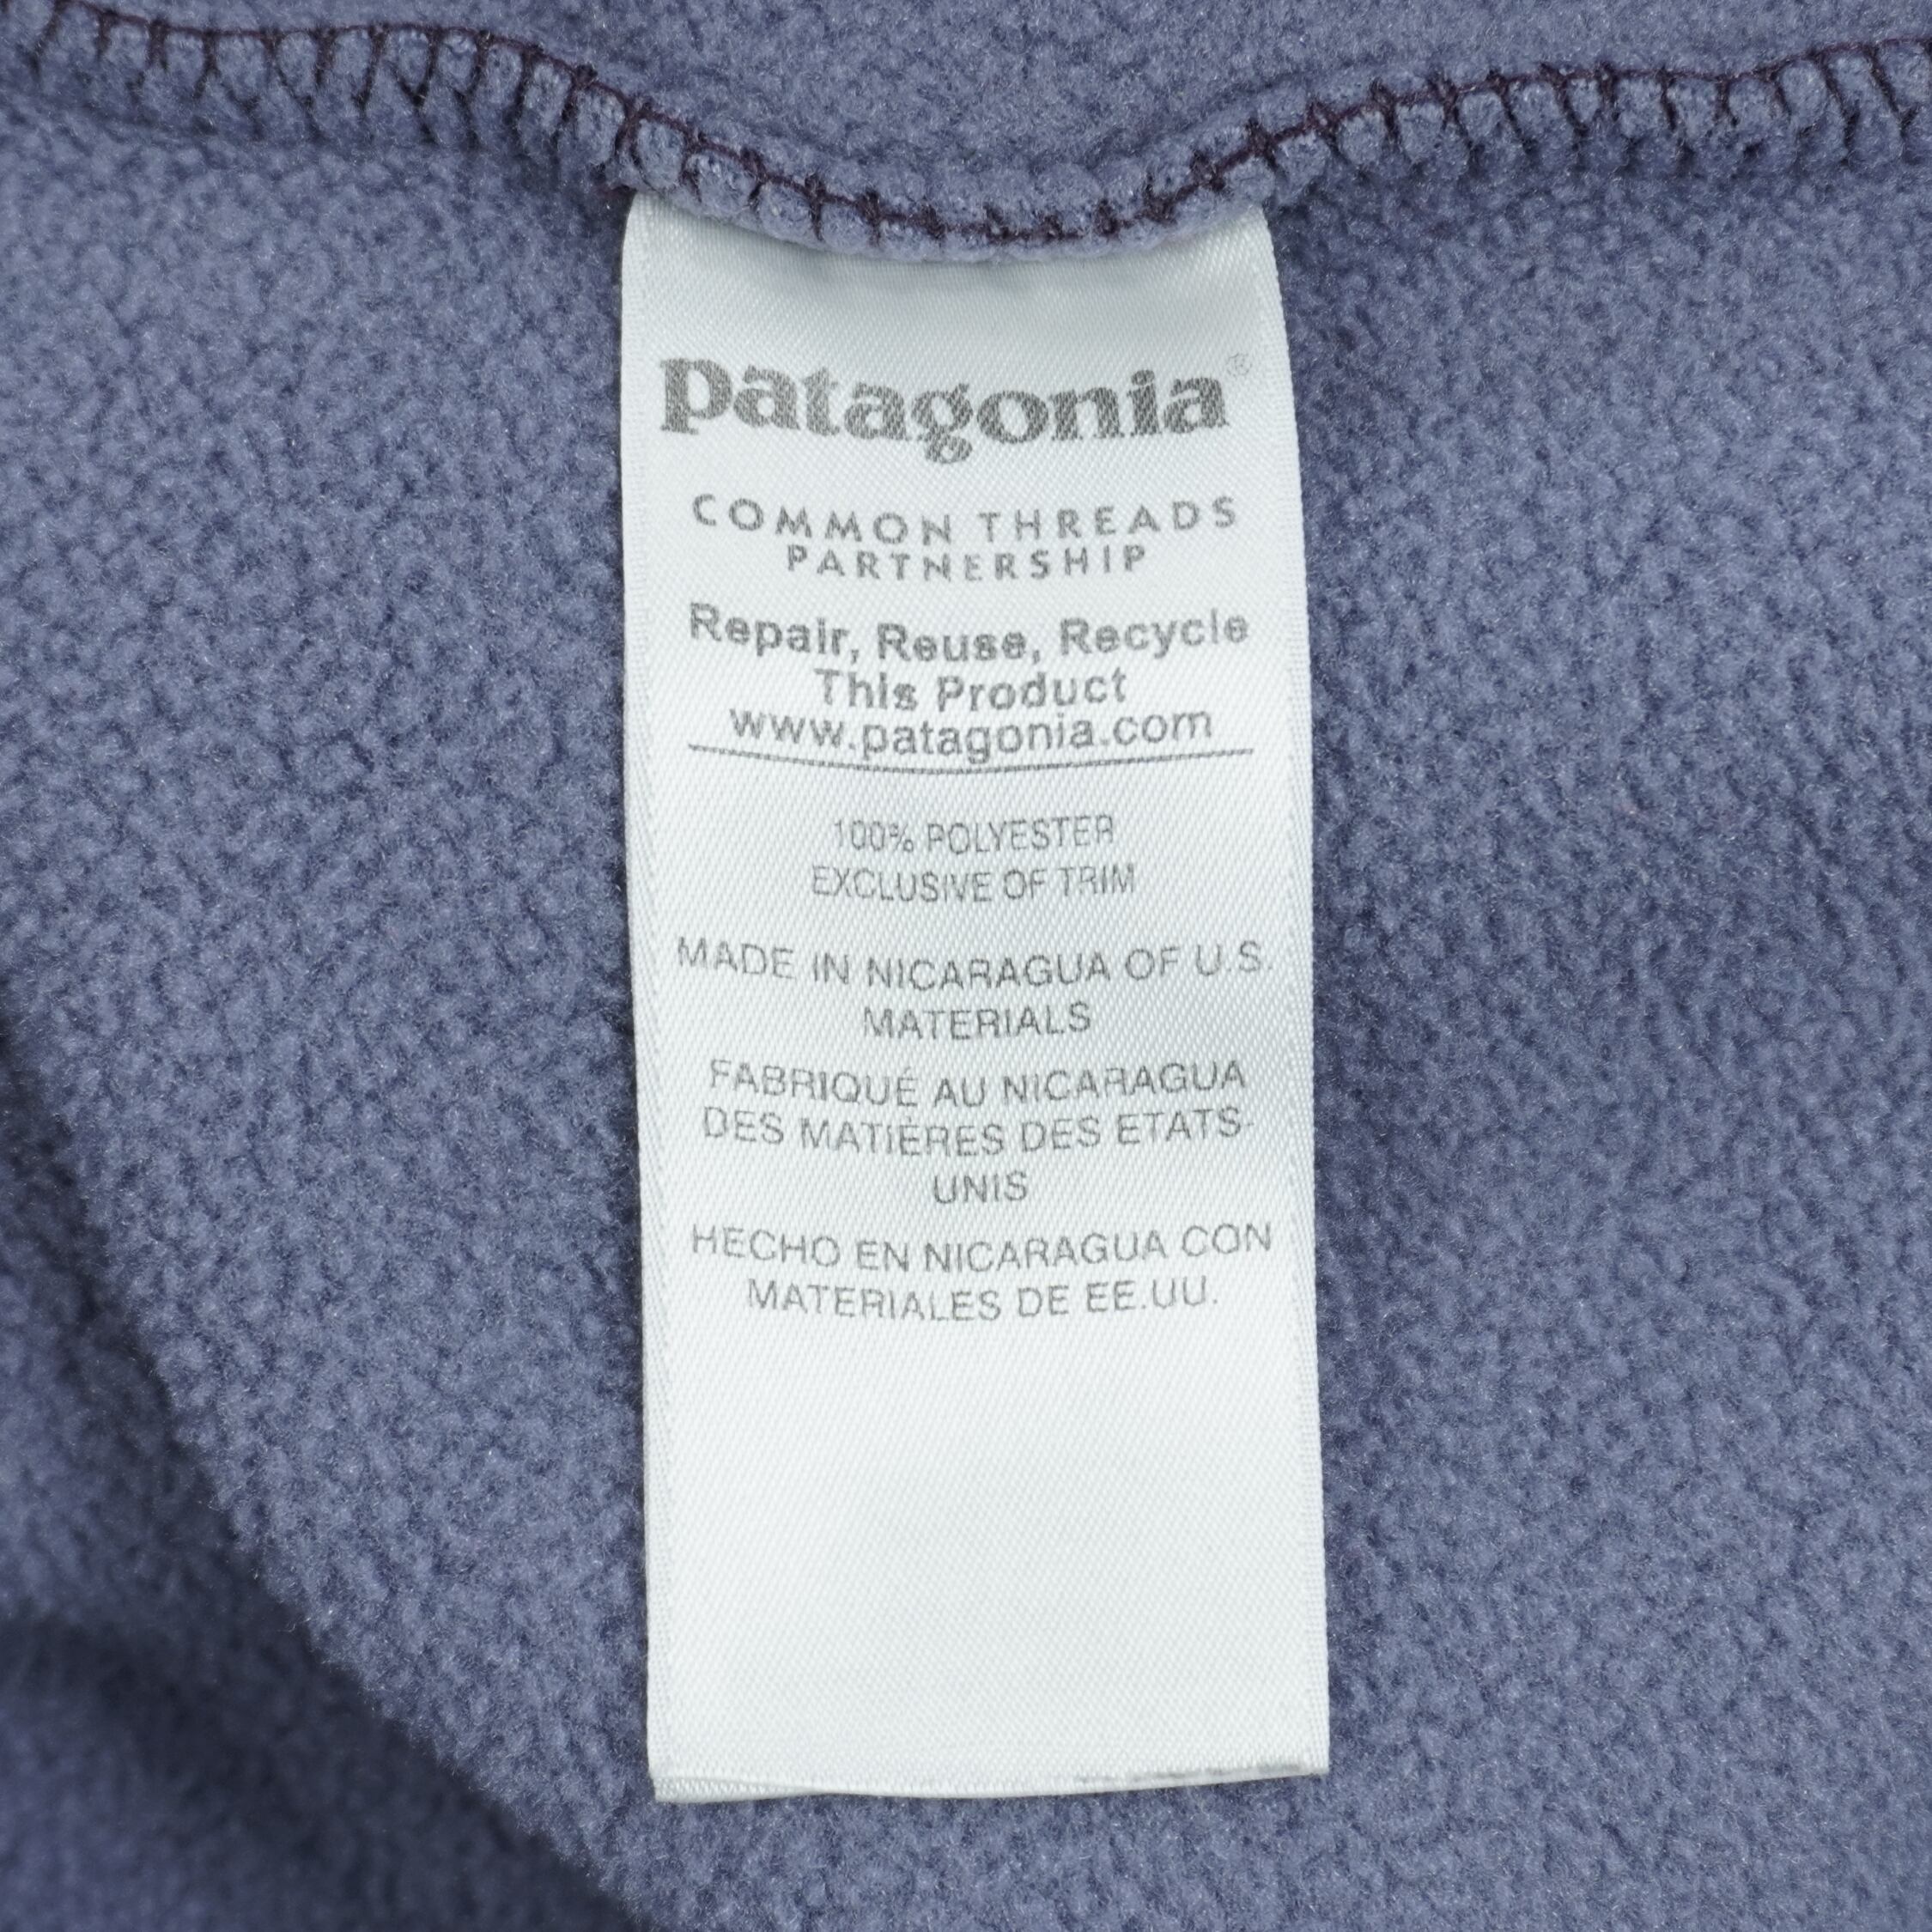 patagonia®
COMMON THREADS
PARTNERSHIP
Repair, Reuse, Recycle
This Product
www.patagonia.com
100% POLYESTER
EXCLUSIVE OF TRIM
MADE IN NICARAGUA OF U.S.
MATERIALS
FABRIQUÉ AU NICARAGUA
DES MATIÈRES DES ETATS-
UNIS
HECHO EN NICARAGUA CON
MATERIALES DE EE.UU.